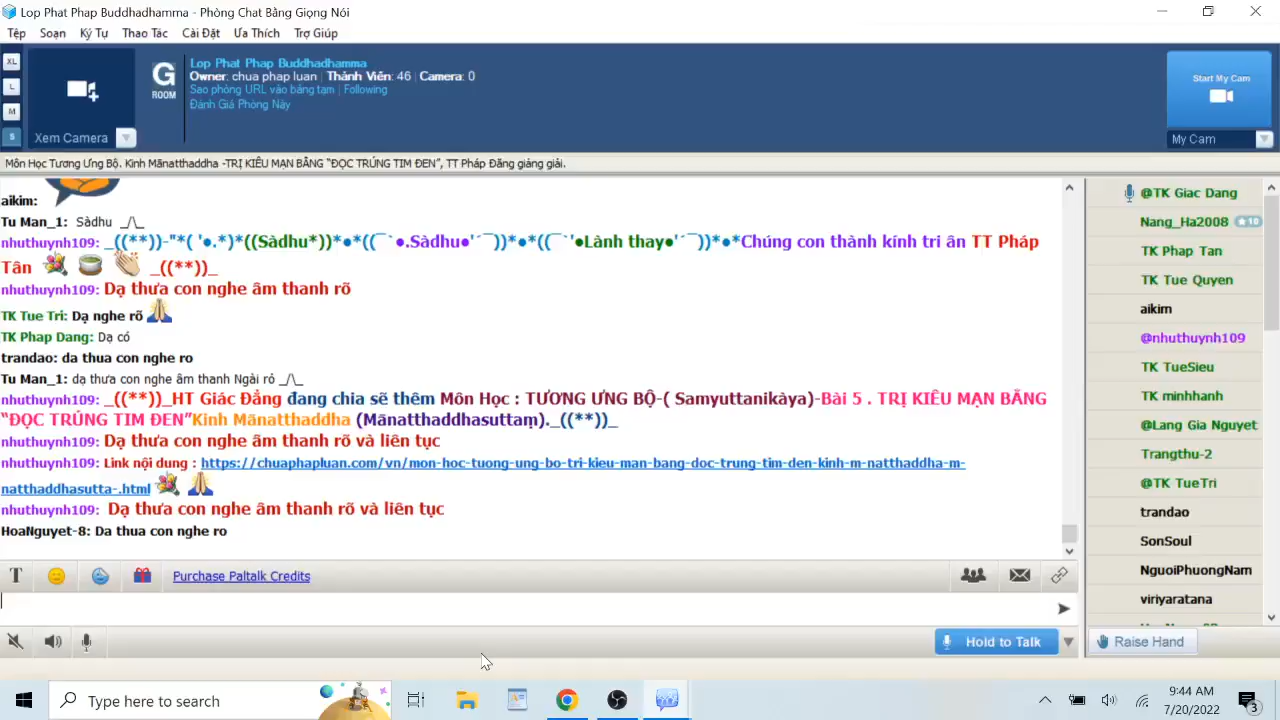 Lop Phat Phap Buddhadhamma - Phòng Chat Bằng Giọng Nói
Tệp Soạn Ký Tự Thao Tác Cài Đặt Ưa Thích Trợ Giúp
XL
L
M
S
Xem Camera
G
ROOM
Lop Phat Phap Buddhadhamma
Owner: chua phap luan | Thành Viên: 46 | Camera: 0
Sao phỏng URL vào bảng tạm | Following
Đánh Giá Phòng Này
Start My Cam
My Cam
Môn Học Tương Ưng Bộ. Kinh Mānatthaddha -TRỊ KIÊU MẠN BẰNG “ĐỌC TRÚNG TIM ĐEN”, TT Pháp Đăng giảng giải.
aikim:
Tu Man_1: Sàdhu _/\_
nhuthuynh109: _((**))-"*( '●.*)*((Sàdhu*))*●*((¯`●.Sàdhu●'´¯))*●*((¯`'●Lành thay●'´¯))*●*Chúng con thành kính tri ân TT Pháp
Tân _((**))_
nhuthuynh109: Dạ thưa con nghe âm thanh rõ
TK Tue Tri: Dạ nghe rõ
TK Phap Dang: Dạ có
trandao: da thua con nghe ro
Tu Man_1: dạ thưa con nghe âm thanh Ngài rỏ _/\_
nhuthuynh109: _((**))_HT Giác Đẳng đang chia sẽ thêm Môn Học : TƯƠNG ƯNG BỘ-( Samyuttanikàya)-Bài 5 . TRỊ KIÊU MẠN BẰNG
“ĐỌC TRÚNG TIM ĐEN”Kinh Mānatthaddha (Mānatthaddhasuttaṃ)._((**))_
nhuthuynh109: Dạ thưa con nghe âm thanh rõ và liên tục
nhuthuynh109: Link nội dung : https://chuaphapluan.com/vn/mon-hoc-tuong-ung-bo-tri-kieu-man-bang-doc-trung-tim-den-kinh-m-natthaddha-m-
natthaddhasutta-.html
nhuthuynh109: Dạ thưa con nghe âm thanh rõ và liên tục
HoaNguyet-8: Da thua con nghe ro
@TK Giac Dang
Nang_Ha2008 10
TK Phap Tan
TK Tue Quyen
aikim
@nhuthuynh109
TK TueSieu
TK minhhanh
@Lang Gia Nguyet
Trangthu-2
@TK TueTri
trandao
SonSoul
NguoiPhuongNam
viriyaratana
T
Purchase Paltalk Credits
Hold to Talk
Raise Hand
Type here to search
9:44 AM
7/20/2022
3